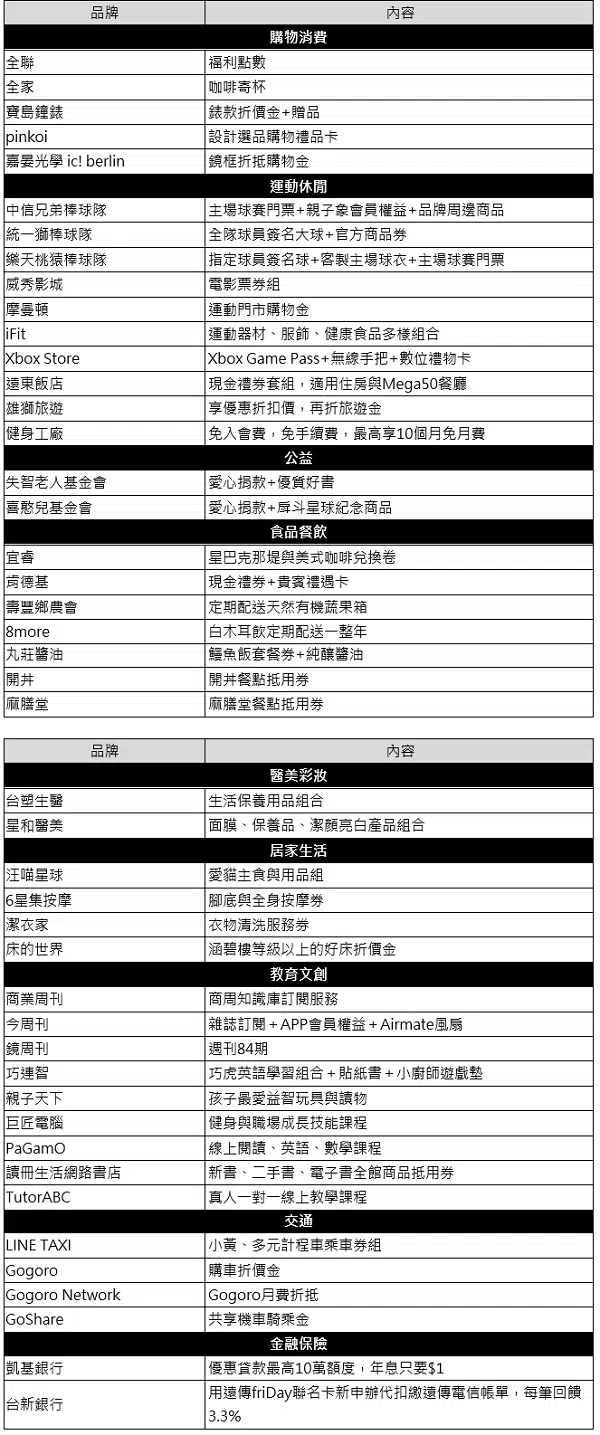 品牌 內容
購物消費
全聯 福利點數
全家 咖啡寄杯
寶島鐘錶 錶款折價金+贈品
pinkoi 設計選品購物禮品卡
嘉晏光學 ic! berlin 鏡框折抵購物金
運動休閒
中信兄弟棒球隊 主場球賽門票+親子象會員權益+品牌周邊商品
統一獅棒球隊 全隊球員簽名大球+官方商品券
樂天桃猿棒球隊 指定球員簽名球+客製主場球衣+主場球賽門票
威秀影城 電影票券組
摩曼頓 運動門市購物金
iFit 運動器材、服飾、健康食品多樣組合
Xbox Store Xbox Game Pass+無線手把+數位禮物卡
遠東飯店 現金禮券套組，適用住房與Mega50餐廳
雄獅旅遊 享優惠折扣價，再折旅遊金
健身工廠 免入會費，免手續費，最高享10個月免月費
公益
失智老人基金會 愛心捐款+優質好書
喜憨兒基金會 愛心捐款+戽斗星球紀念商品
食品餐飲
宜睿 星巴克那堤與美式咖啡兌換卷
肯德基 現金禮券+貴賓禮遇卡
壽豐鄉農會 定期配送天然有機蔬果箱
8more 白木耳飲定期配送一整年
丸莊醬油 鰻魚飯套餐券+純釀醬油
開丼 開丼餐點抵用券
麻膳堂 麻膳堂餐點抵用券
品牌 內容
醫美彩妝
台塑生醫 生活保養用品組合
星和醫美 面膜、保養品、潔顏亮白產品組合
居家生活
汪喵星球 愛貓主食與用品組
6星集按摩 腳底與全身按摩券
潔衣家 衣物清洗服務券
床的世界 涵碧樓等級以上的好床折價金
教育文創
商業周刊 商周知識庫訂閱服務
今周刊 雜誌訂閱＋APP會員權益＋Airmate風扇
鏡周刊 週刊84期
巧連智 巧虎英語學習組合＋貼紙書＋小廚師遊戲墊
親子天下 孩子最愛益智玩具與讀物
巨匠電腦 健身與職場成長技能課程
PaGamO 線上閱讀、英語、數學課程
讀冊生活網路書店 新書、二手書、電子書全館商品抵用券
TutorABC 真人一對一線上教學課程
交通
LINE TAXI 小黃、多元計程車乘車券組
Gogoro 購車折價金
Gogoro Network Gogoro月費折抵
GoShare 共享機車騎乘金
金融保險
凱基銀行 優惠貸款最高10萬額度，年息只要$1
台新銀行 用遠傳friDay聯名卡新申辦代扣繳遠傳電信帳單，每筆回饋
3.3%